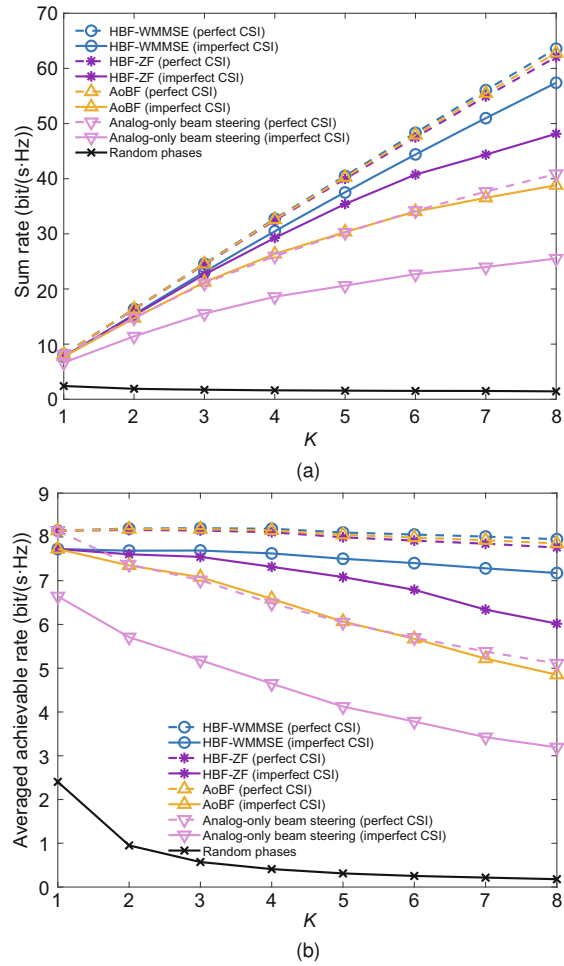 70
60
50
40
30
20
10
0
Sum rate (bit/(s·Hz))
HBF-WMMSE (perfect CSI)
HBF-WMMSE (imperfect CSI)
HBF-ZF (perfect CSI)
HBF-ZF (imperfect CSI)
AoBF (perfect CSI)
AoBF (imperfect CSI)
Analog-only beam steering (perfect CSI)
Analog-only beam steering (imperfect CSI)
Random phases
1 2 3 4 5 6 7 8
K
(a)
9
8
7
6
5
4
3
2
1
0
Averaged achievable rate (bit/(s·Hz))
HBF-WMMSE (perfect CSI)
HBF-WMMSE (imperfect CSI)
HBF-ZF (perfect CSI)
HBF-ZF (imperfect CSI)
AoBF (perfect CSI)
AoBF (imperfect CSI)
Analog-only beam steering (perfect CSI)
Analog-only beam steering (imperfect CSI)
Random phases
1 2 3 4 5 6 7 8
K
(b)